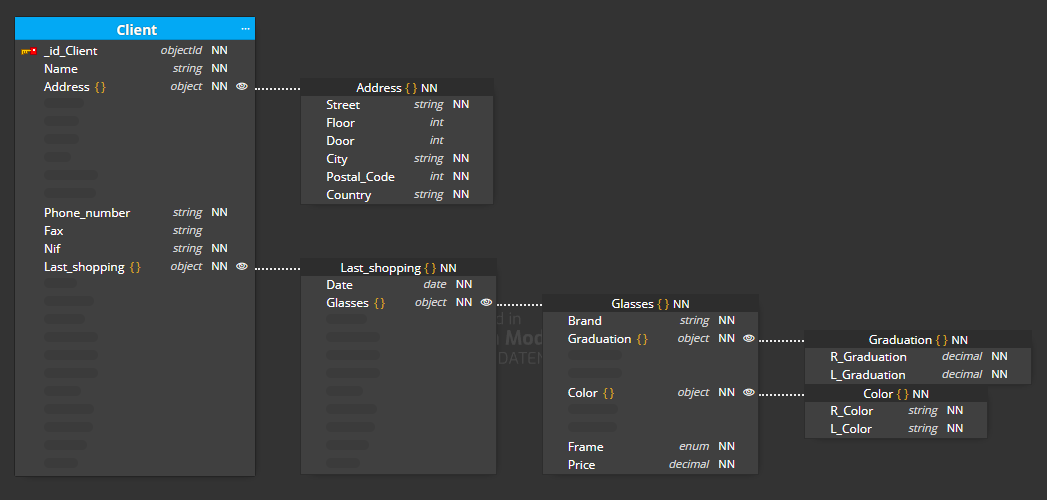 Client ...
_id_Client objectId NN
Name string NN
Address { } object NN
Address { } NN
Street string NN
Floor int
Door int
City string NN
Postal_Code int NN
Country string NN
Phone_number string NN
Fax string
Nif string NN
Last_shopping { } object NN
Last_shopping { } NN
Date date NN
Glasses { } object NN
Glasses { } NN
Brand string NN
Graduation { } object NN
Graduation { } NN
R_Graduation decimal NN
L_Graduation decimal NN
Color { } object NN
Color { } NN
R_Color string NN
L_Color string NN
Frame enum NN
Price decimal NN
d in
Mod
DATEN